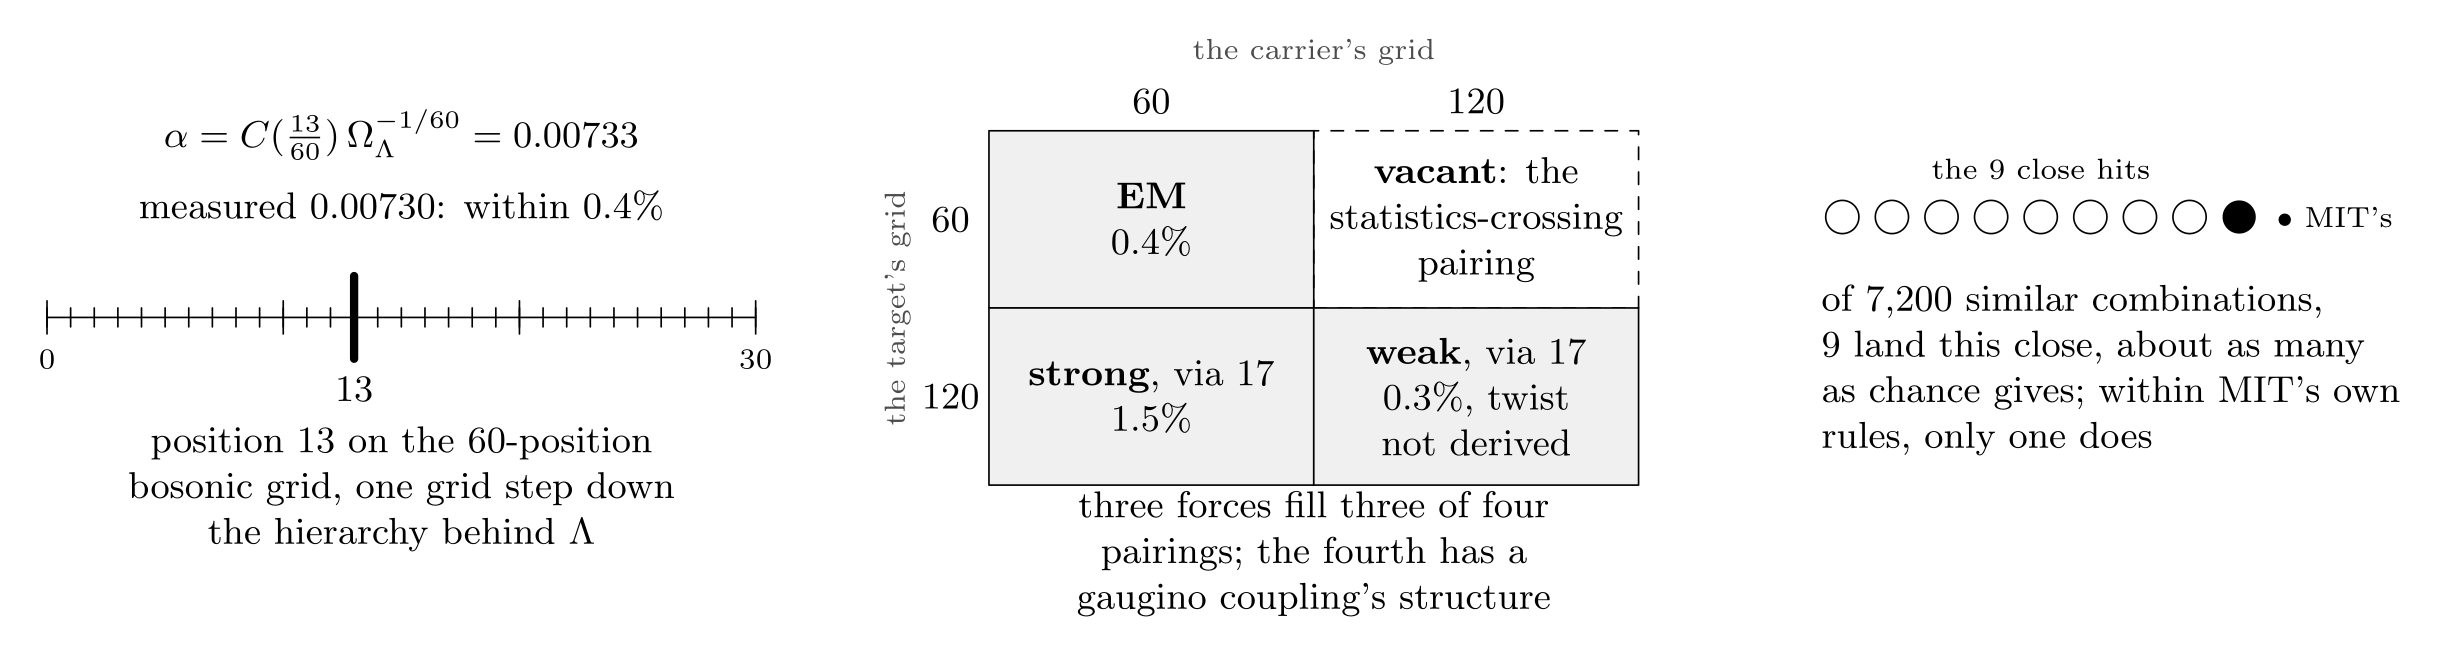 α = C(13/60) Ω_Λ^{−1/60} = 0.00733
measured 0.00730: within 0.4%
0
30
13
position 13 on the 60-position
bosonic grid, one grid step down
the hierarchy behind Λ
the carrier's grid
60
120
the target's grid
60
120
EM
0.4%
vacant: the
statistics-crossing
pairing
strong, via 17
1.5%
weak, via 17
0.3%, twist
not derived
three forces fill three of four
pairings; the fourth has a
gaugino coupling's structure
the 9 close hits
• MIT's
of 7,200 similar combinations,
9 land this close, about as many
as chance gives; within MIT's own
rules, only one does